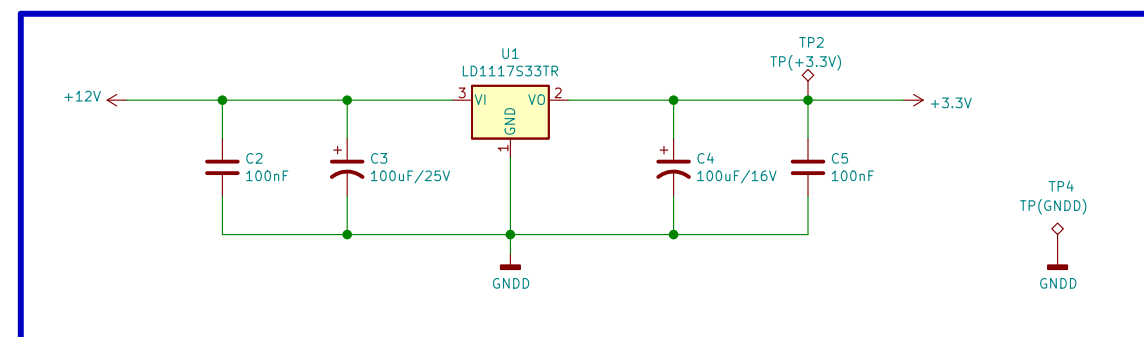 TP2
TP(+3.3V)
U1
LD1117S33TR
+12V
3
VI
VO
2
+3.3V
GND
1
C2
100nF
+
C3
100uF/25V
+
C4
100uF/16V
C5
100nF
TP4
TP(GNDD)
GNDD
GNDD